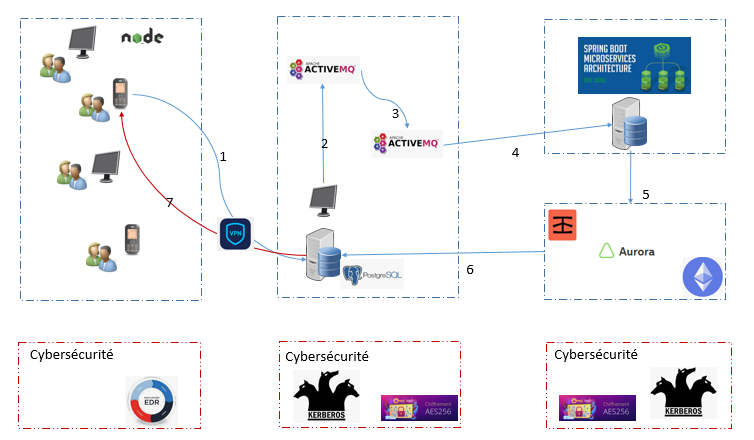 node
1
7
VPN
APACHE
ACTIVEMQ
2
3
APACHE
ACTIVEMQ
PostgreSQL
4
SPRING BOOT
MICROSERVICES
ARCHITECTURE
5
6
Aurora
Cybersécurité
EDR
Cybersécurité
KERBEROS
Chiffrement
AES256
Cybersécurité
Chiffrement
AES256
KERBEROS